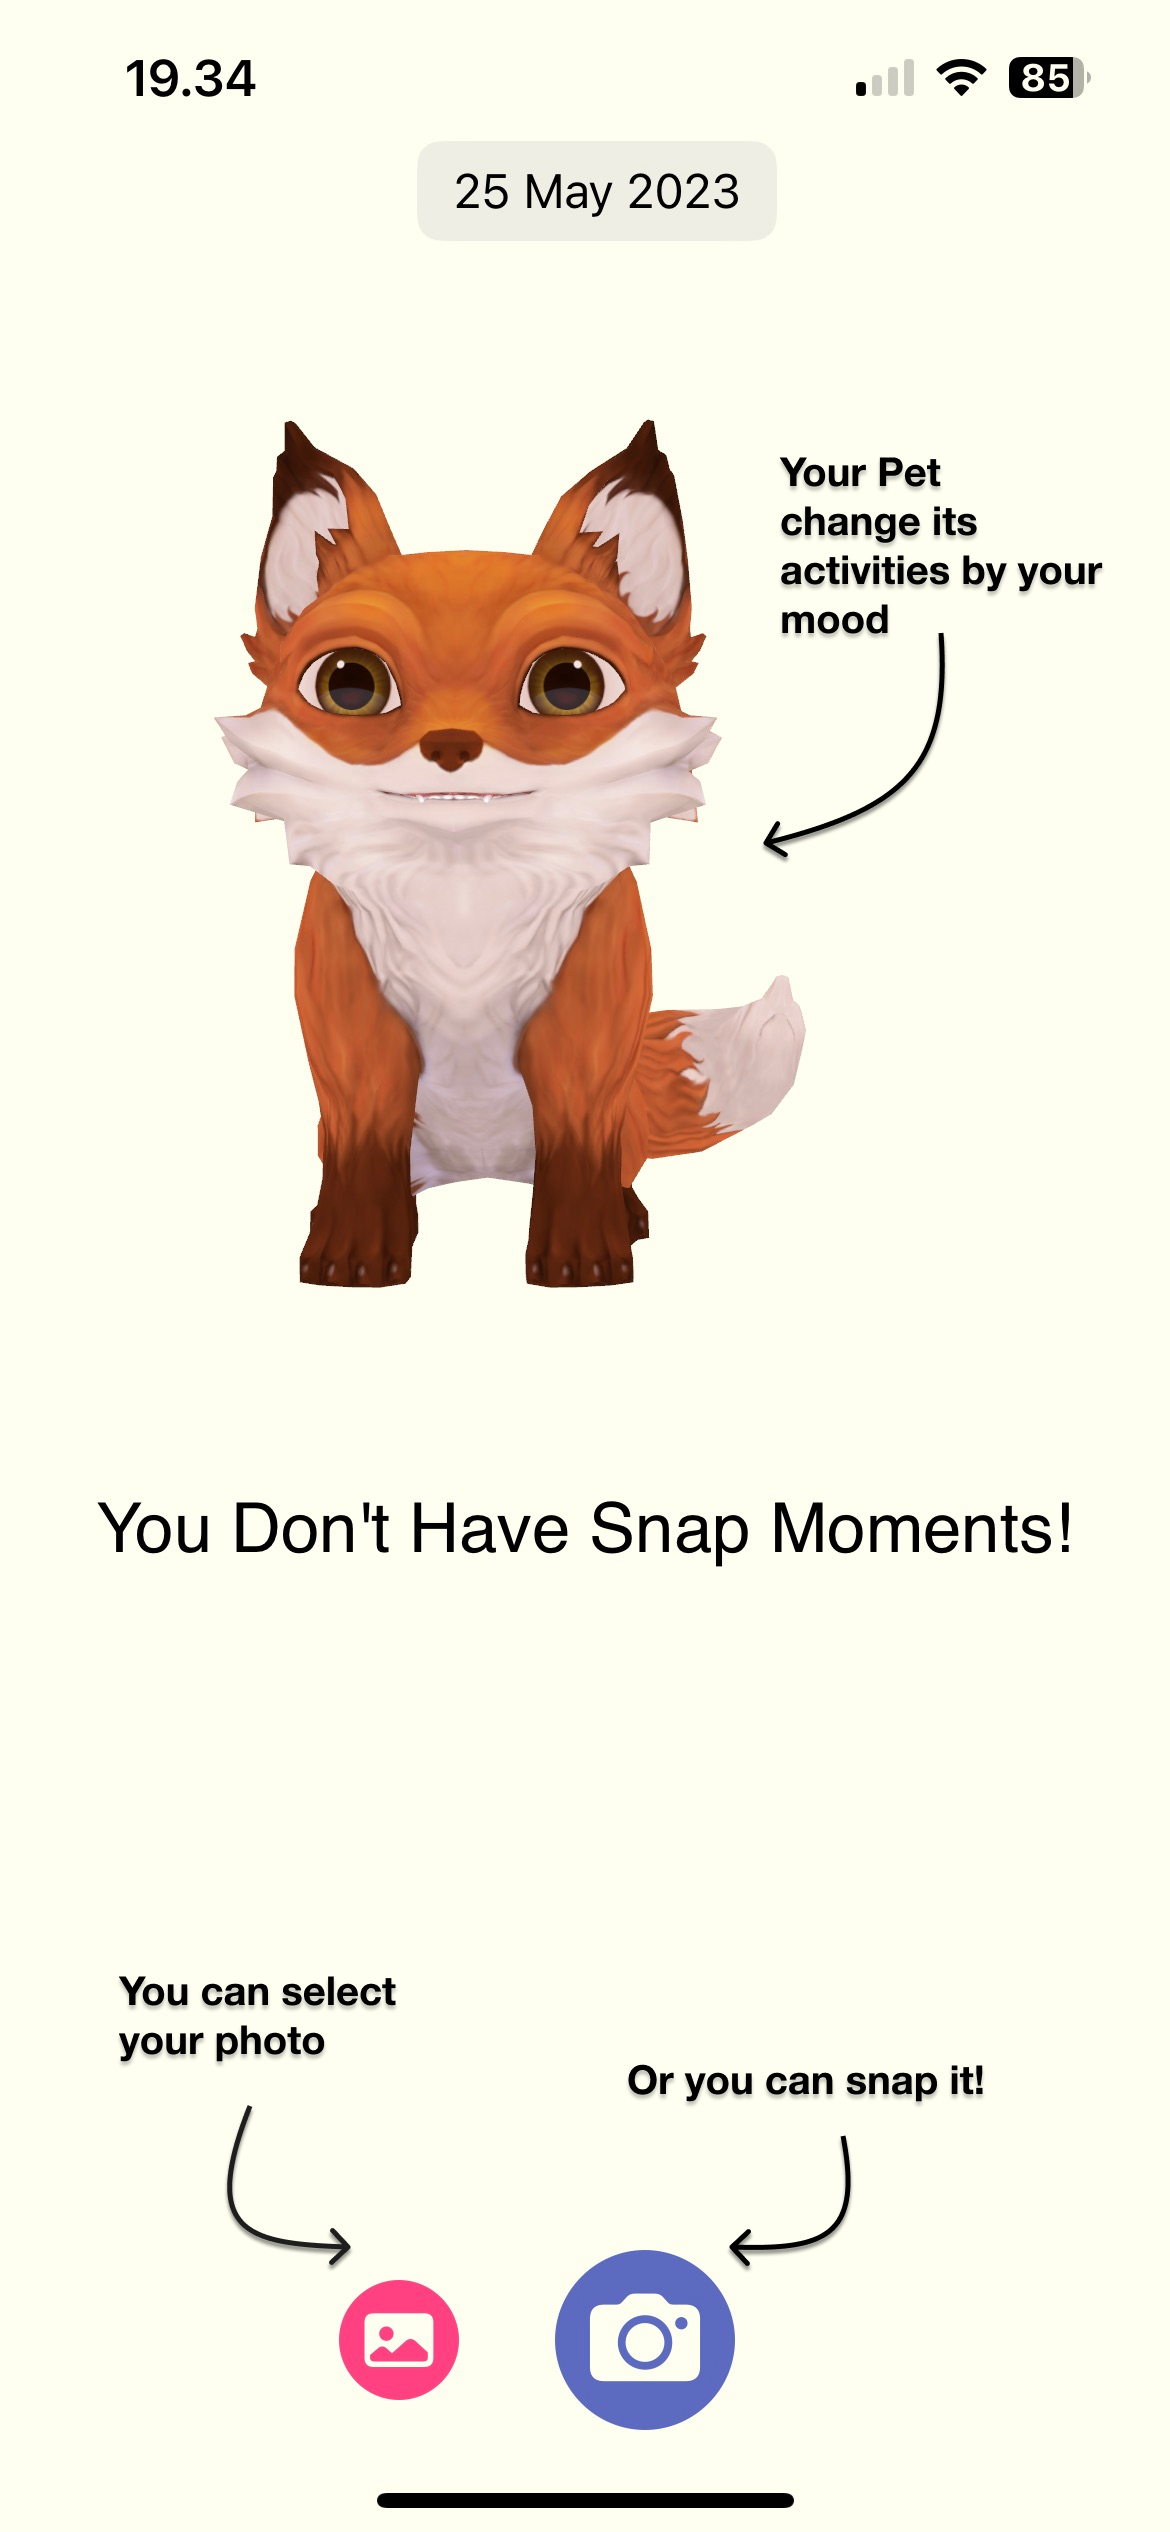 19.34
85
25 May 2023
Your Pet
change its
activities by your
mood
You Don't Have Snap Moments!
You can select
your photo
Or you can snap it!